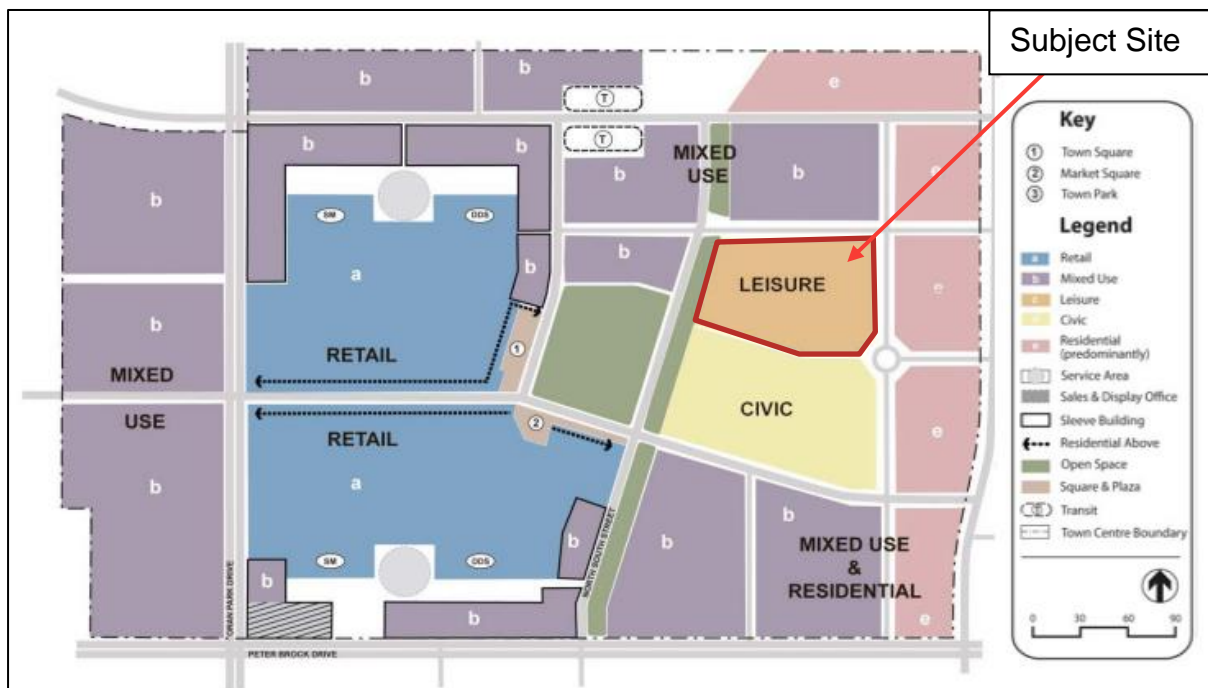 Subject Site
b
b
e
T
T
b
b
b
MIXED
USE
b
b
e
b
SM
DDS
LEISURE
e
a
b
b
1
RETAIL
MIXED
b
USE
RETAIL
2
CIVIC
e
a
b
b
b
b
MIXED USE
&
RESIDENTIAL
SM
DDS
b
b
e
NORTH SOUTH STREET
ORAN PARK DRIVE
PETER BROCK DRIVE
Key
1 Town Square
2 Market Square
3 Town Park
Legend
a Retail
b Mixed Use
c Leisure
Civic
e Residential
(predominantly)
Service Area
Sales & Display Office
Sleeve Building
Residential Above
Open Space
Square & Plaza
Transit
Town Centre Boundary
0 30 60 90